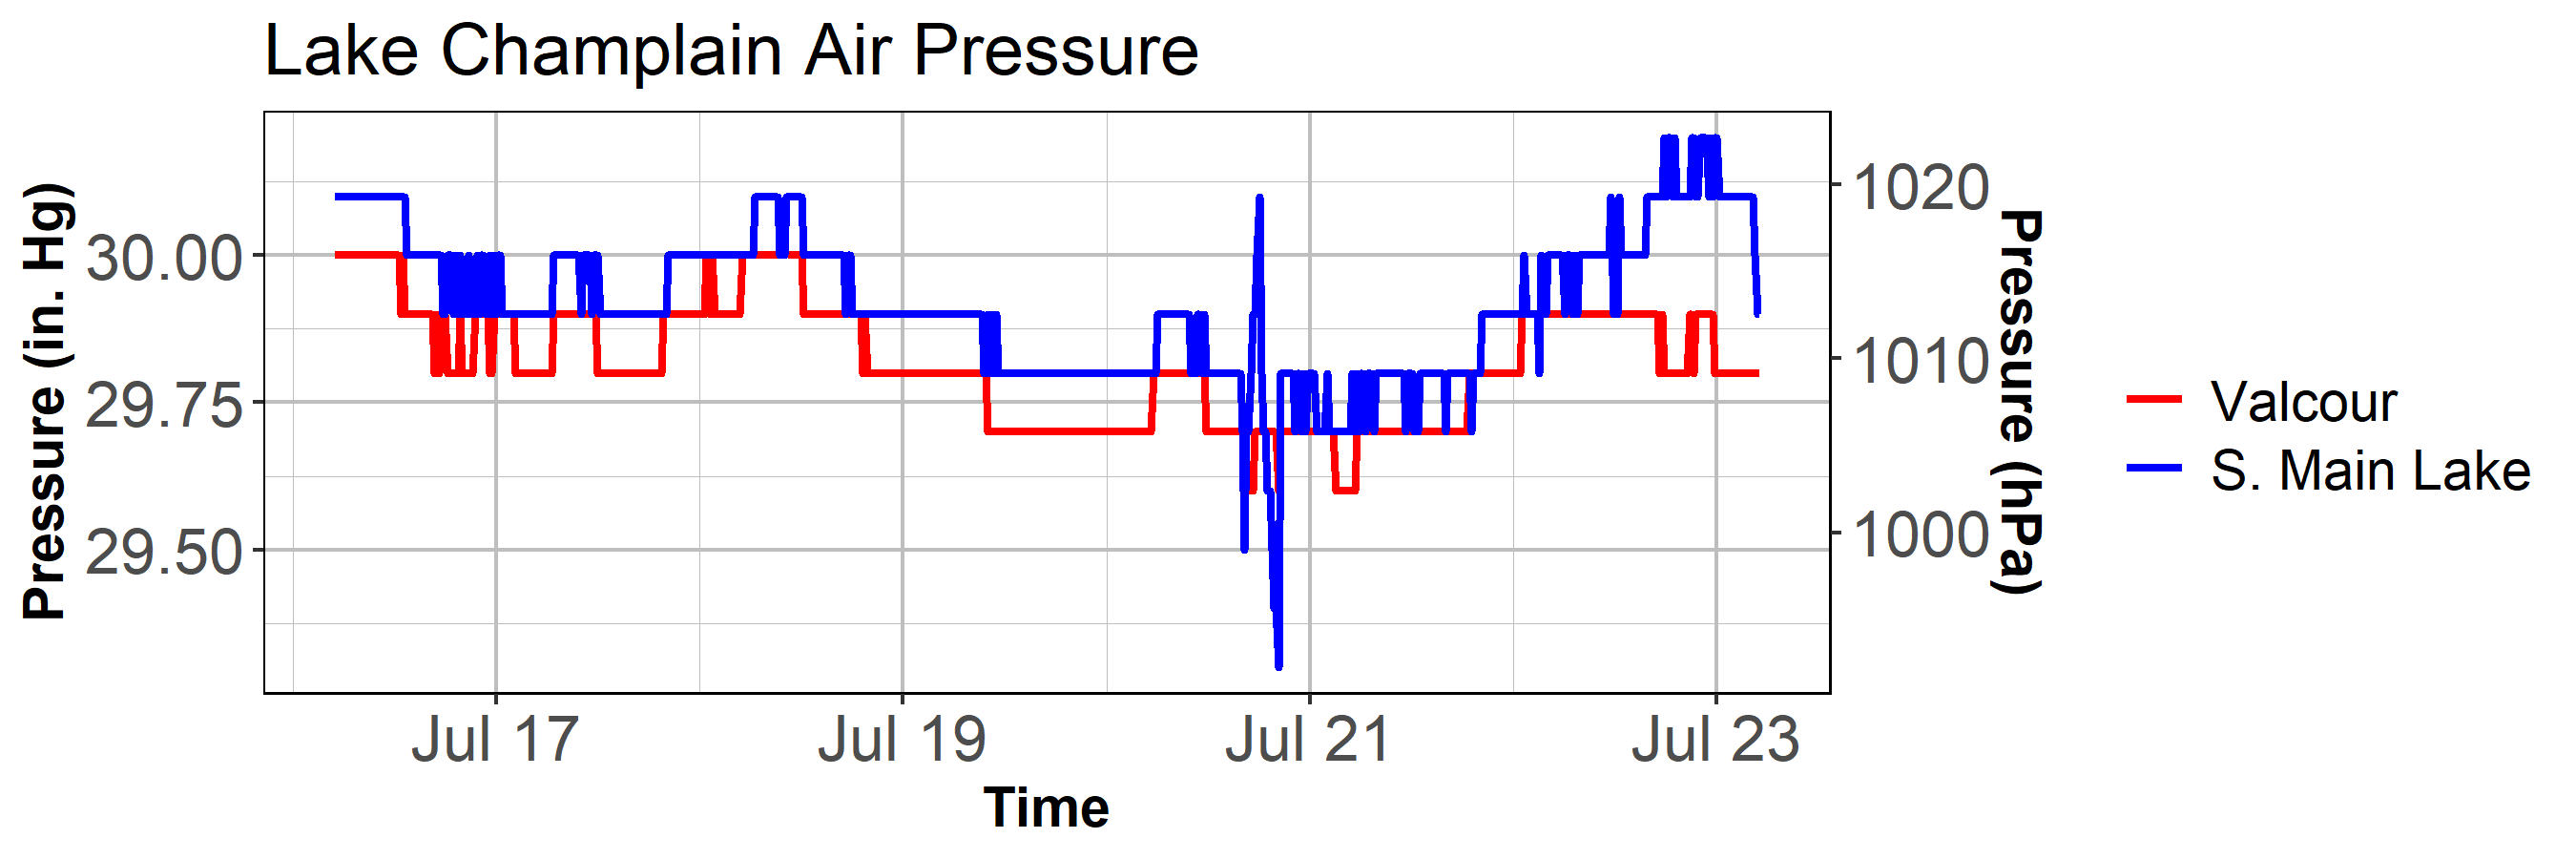 Lake Champlain Air Pressure
Pressure (in. Hg)
30.00
29.75
29.50
1020
1010
1000
Pressure (hPa)
Jul 17
Jul 19
Jul 21
Jul 23
Time
Valcour
S. Main Lake